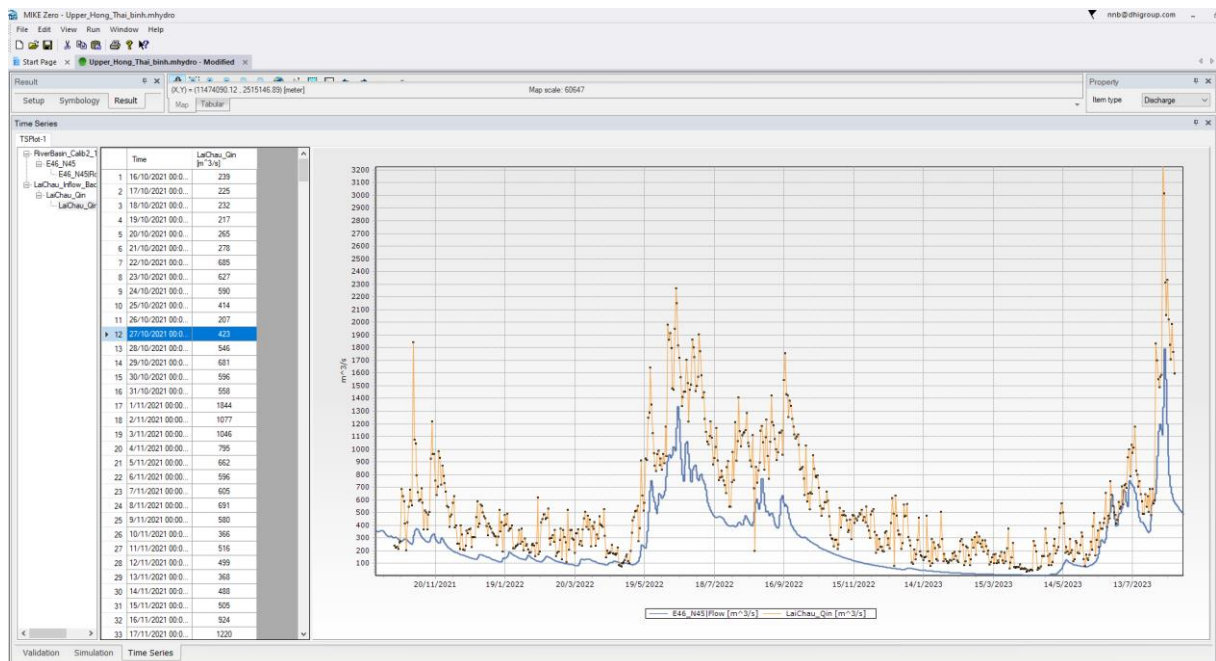 MIKE Zero - Upper_Hong_Thai_binh.mhydro
nnb@dhigroup.com
File Edit View Run Window Help
Start Page
Upper_Hong_Thai_binh.mhydro - Modified
Result
(X,Y) = (11474090.12 , 2515146.89) [meter]
Map scale: 60647
Property
Setup Symbology Result
Map Tabular
Item type Discharge
Time Series
TSPlot-1
RiverBasin_Calib2_1
E46_N45
E46_N45|Flo
LaiChau_Inflow_Bac
LaiChau_Qin
LaiChau_Qin
Time LaiChau_Qin [m^3/s]
1 16/10/2021 00:0... 239
2 17/10/2021 00:0... 225
3 18/10/2021 00:0... 232
4 19/10/2021 00:0... 217
5 20/10/2021 00:0... 265
6 21/10/2021 00:0... 278
7 22/10/2021 00:0... 685
8 23/10/2021 00:0... 627
9 24/10/2021 00:0... 590
10 25/10/2021 00:0... 414
11 26/10/2021 00:0... 207
12 27/10/2021 00:0... 423
13 28/10/2021 00:0... 546
14 29/10/2021 00:0... 681
15 30/10/2021 00:0... 596
16 31/10/2021 00:0... 558
17 1/11/2021 00:00... 1844
18 2/11/2021 00:00... 1077
19 3/11/2021 00:00... 1046
20 4/11/2021 00:00... 795
21 5/11/2021 00:00... 662
22 6/11/2021 00:00... 596
23 7/11/2021 00:00... 605
24 8/11/2021 00:00... 691
25 9/11/2021 00:00... 580
26 10/11/2021 00:0... 366
27 11/11/2021 00:0... 516
28 12/11/2021 00:0... 499
29 13/11/2021 00:0... 368
30 14/11/2021 00:0... 488
31 15/11/2021 00:0... 505
32 16/11/2021 00:0... 924
33 17/11/2021 00:0... 1220
3200
3100
3000
2900
2800
2700
2600
2500
2400
2300
2200
2100
2000
1900
1800
1700
1600
1500
1400
1300
1200
1100
1000
900
800
700
600
500
400
300
200
100
m^3/s
20/11/2021 19/1/2022 20/3/2022 19/5/2022 18/7/2022 16/9/2022 15/11/2022 14/1/2023 15/3/2023 14/5/2023 13/7/2023
E46_N45|Flow [m^3/s] LaiChau_Qin [m^3/s]
Validation Simulation Time Series